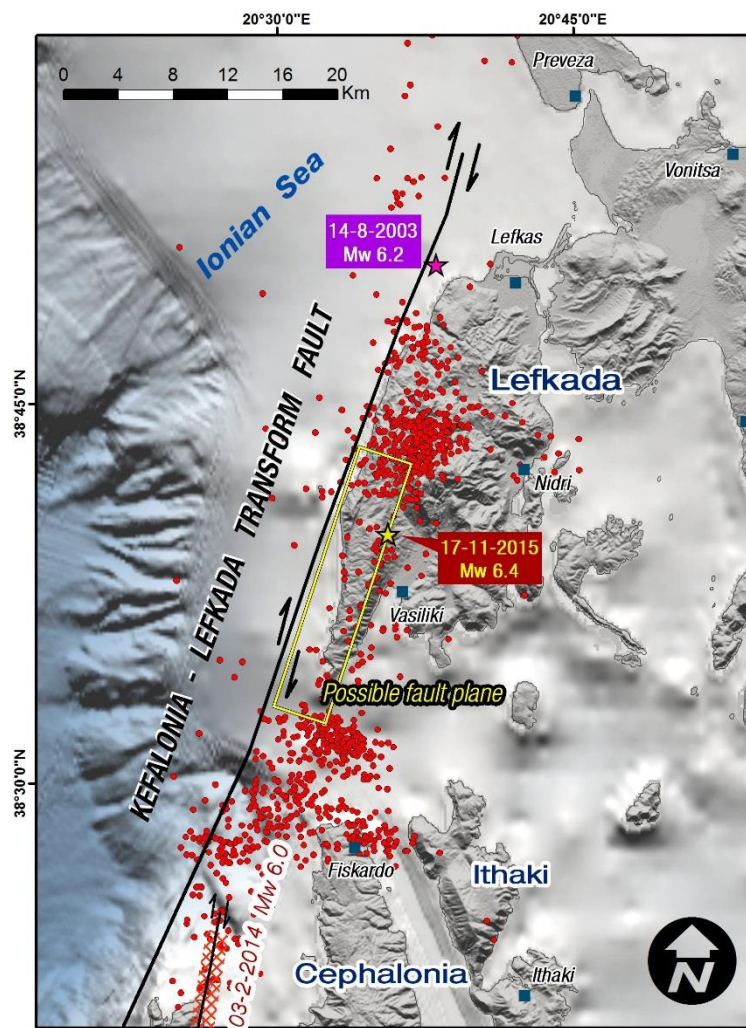 20°30'0"E
20°45'0"E
0 4 8 12 16 20
Km
Preveza
Vonitsa
Ionian Sea
14-8-2003
Mw 6.2
Lefkas
38°45'0"N
Lefkada
KEFALONIA - LEFKADA TRANSFORM FAULT
Nidri
17-11-2015
Mw 6.4
Vasiliki
Possible fault plane
38°30'0"N
Fiskardo
Ithaki
03-2-2014 Mw 6.0
Cephalonia
Ithaki
N